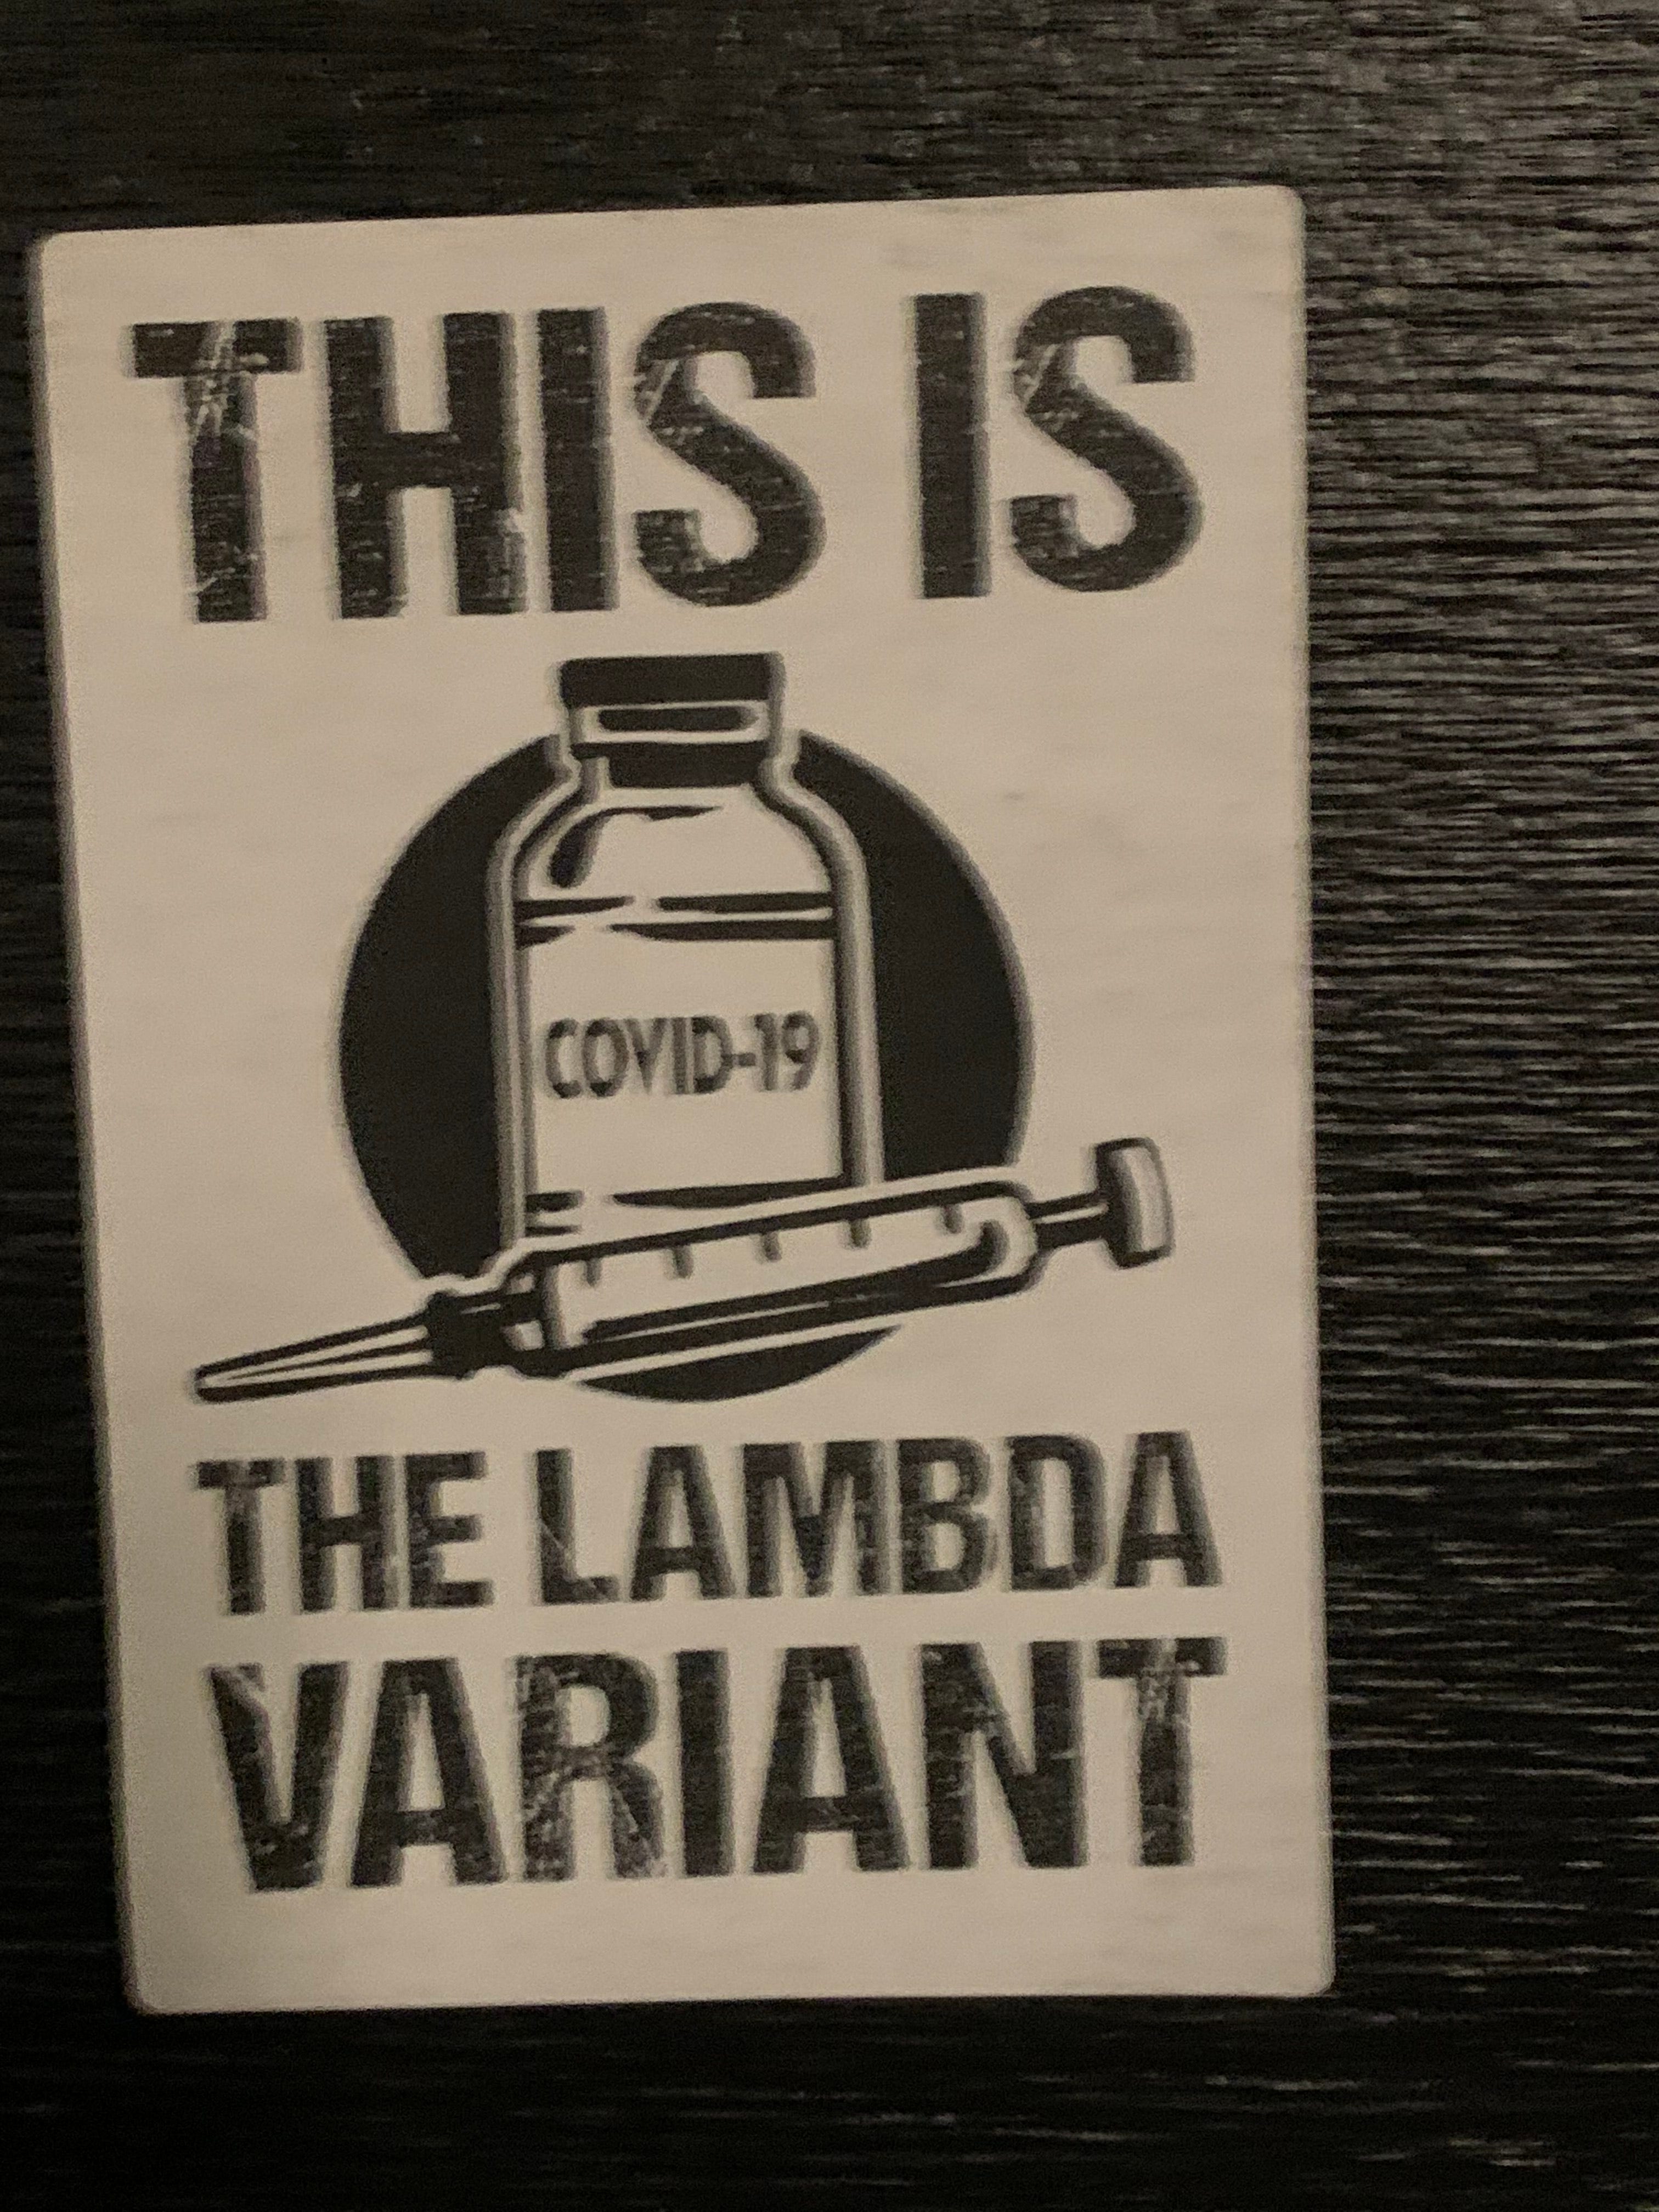 THIS IS
COVID-19
THE LAMBDA
VARIANT